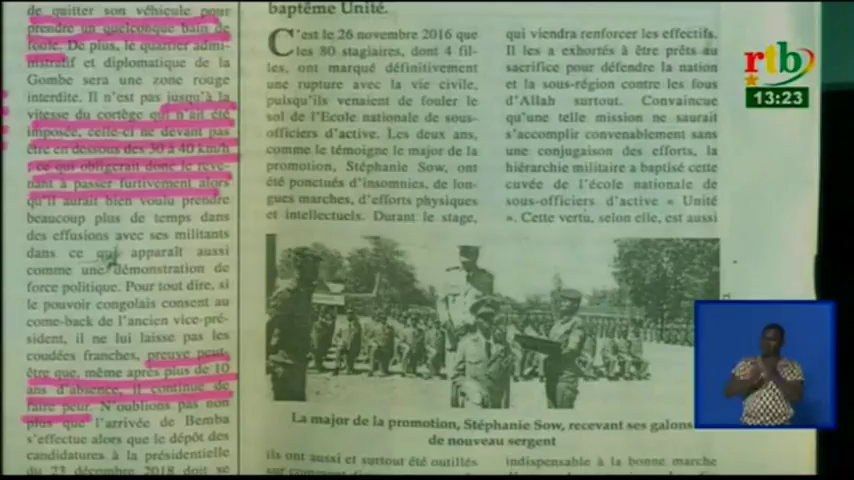 de quitter son véhicule pour
prendre un quelconque bain de
foule. De plus, le quartier admi-
nistratif et diplomatique de la
Gombe sera une zone rouge
interdite. Il n'est pas jusqu'à la
vitesse du cortège qui n'ait été
imposée, celle-ci ne devant pas
être en dessous des 30 à 40 km/h
; ce qui obligerait donc le reve-
nant à passer furtivement alors
qu'il aurait bien voulu prendre
beaucoup plus de temps dans
des effusions avec ses militants
dans ce qui apparaît aussi
comme une démonstration de
force politique. Pour tout dire, si
le pouvoir congolais consent au
come-back de l'ancien vice-pré-
sident, il ne lui laisse pas les
coudées franches, preuve peut-
être que, même après plus de 10
ans d'absence, il continue de
faire peur. N'oublions pas non
plus que l'arrivée de Bemba
s'effectue alors que le dépôt des
candidatures à la présidentielle
du 23 décembre 2018 doit se
baptême Unité.
C'est le 26 novembre 2016 que
les 80 stagiaires, dont 4 fil-
les, ont marqué définitivement
une rupture avec la vie civile,
puisqu'ils venaient de fouler le
sol de l'Ecole nationale de sous-
officiers d'active. Les deux ans,
comme le témoigne le major de la
promotion, Stéphanie Sow, ont
été ponctués d'insomnies, de lon-
gues marches, d'efforts physiques
et intellectuels. Durant le stage,
qui viendra renforcer les effectifs.
Il les a exhortés à être prêts au
sacrifice pour défendre la nation
et la sous-région contre les fous
d'Allah surtout. Convaincue
qu'une telle mission ne saurait
s'accomplir convenablement sans
une conjugaison des efforts, la
hiérarchie militaire a baptisé cette
cuvée de l'école nationale de
sous-officiers d'active « Unité
». Cette vertu, selon elle, est aussi
La major de la promotion, Stéphanie Sow, recevant ses galons
de nouveau sergent
ils ont aussi et surtout été outillés
indispensable à la bonne marche
rtb
13:23